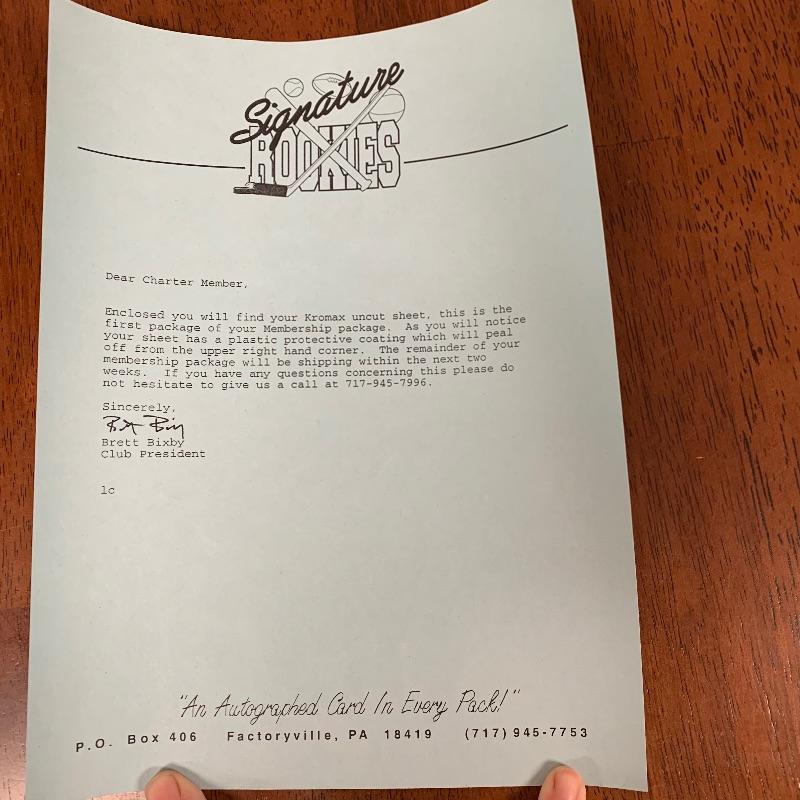 Signature
ROOKIES
Dear Charter Member,
Enclosed you will find your Kromax uncut sheet, this is the
first package of your Membership package. As you will notice
your sheet has a plastic protective coating which will peal
off from the upper right hand corner. The remainder of your
membership package will be shipping within the next two
weeks. If you have any questions concerning this please do
not hesitate to give us a call at 717-945-7996.
Sincerely,
Brett Bixby
Club President
lc
"An Autographed Card In Every Pack!"
P.O. Box 406 Factoryville, PA 18419 (717) 945-7753